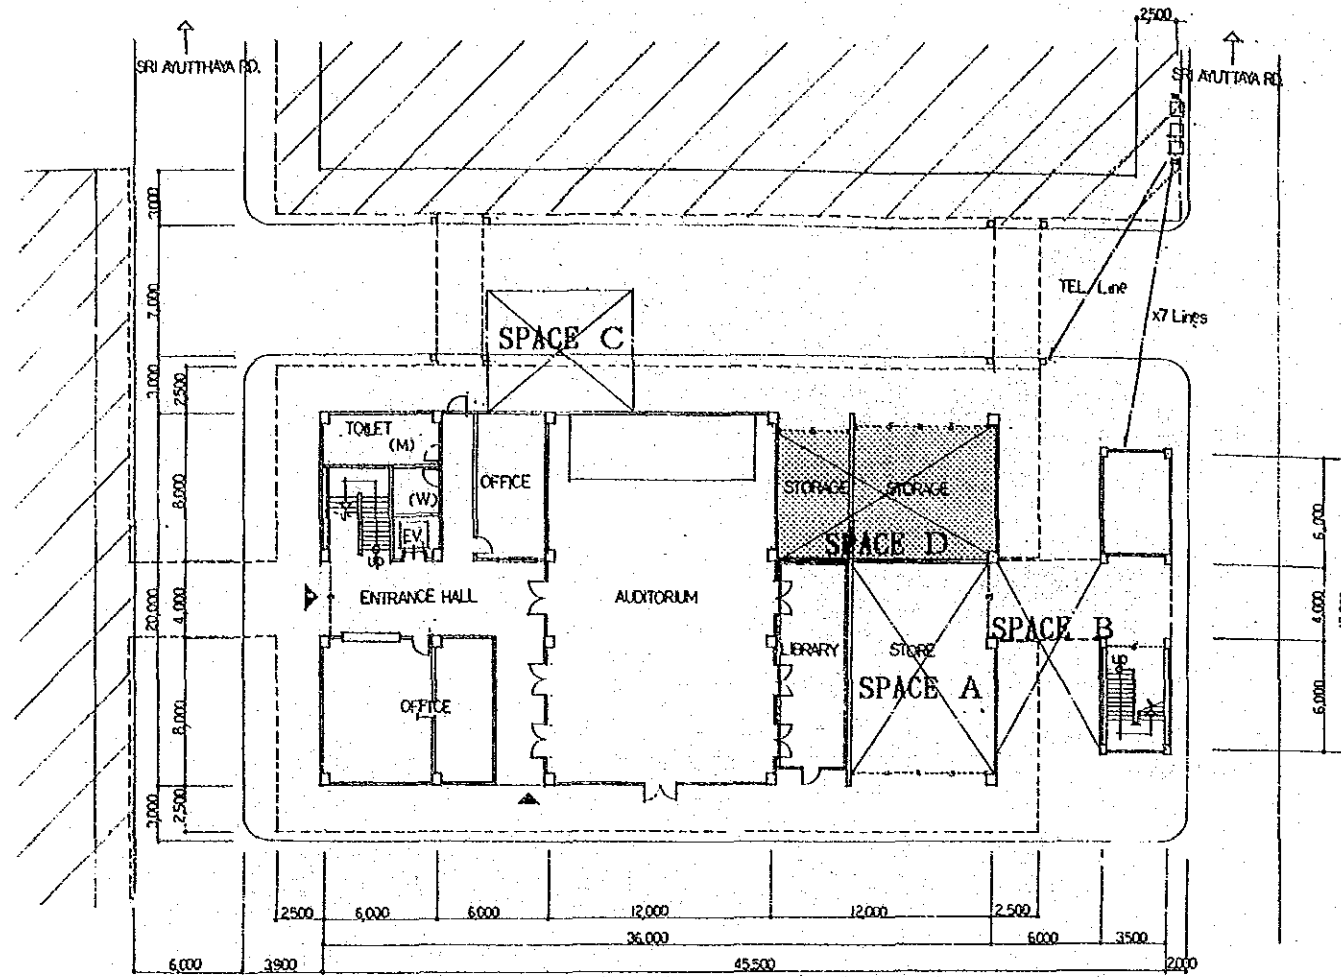 2,500
SRI AYUTTHAYA RD.
SRI AYUTTAYA RD.
3,000
7,000
TEL. Line
x7 Lines
SPACE C
3,000
2,500
TOILET
(M)
OFFICE
STORAGE
STORAGE
8,000
(W)
EV.
SPACE D
6,000
UP
ENTRANCE HALL
AUDITORIUM
20,000
4,000
4,000
SPACE B
LIBRARY
STORE
UP
SPACE A
OFFICE
8,000
6,000
3,000
2,500
2,500
6,000
6,000
12,000
12,000
2,500
36,000
6,000
3,500
6,000
3,900
45,500
2,000